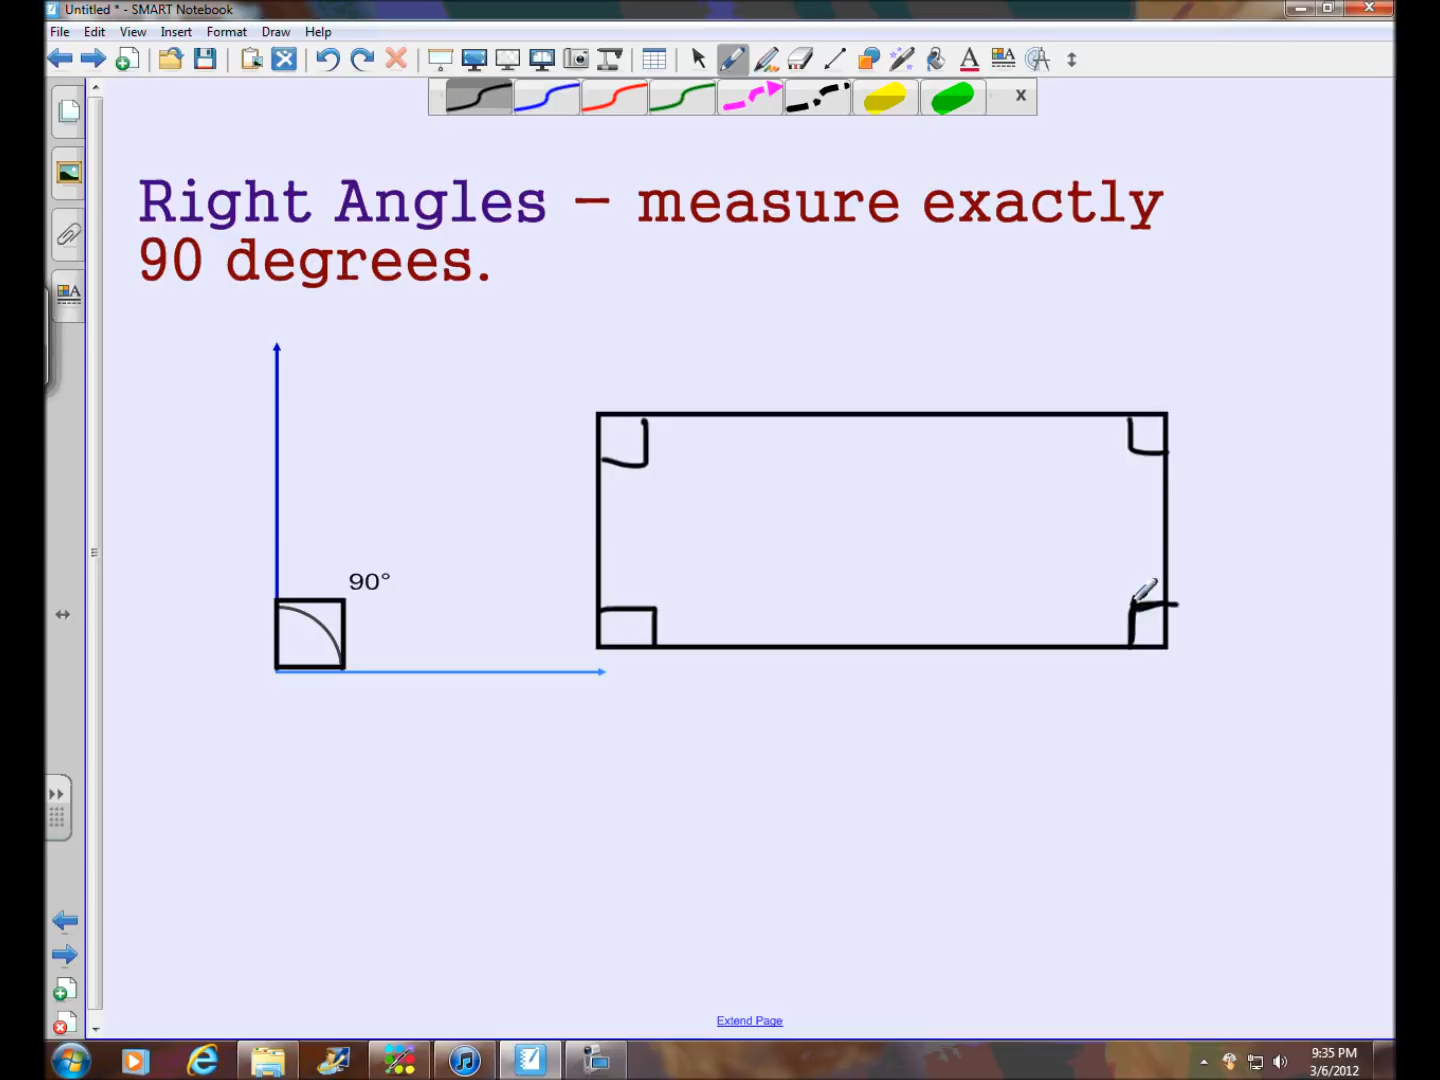 Untitled * - SMART Notebook
File Edit View Insert Format Draw Help
Right Angles – measure exactly
90 degrees.
90°
Extend Page
9:35 PM
3/6/2012